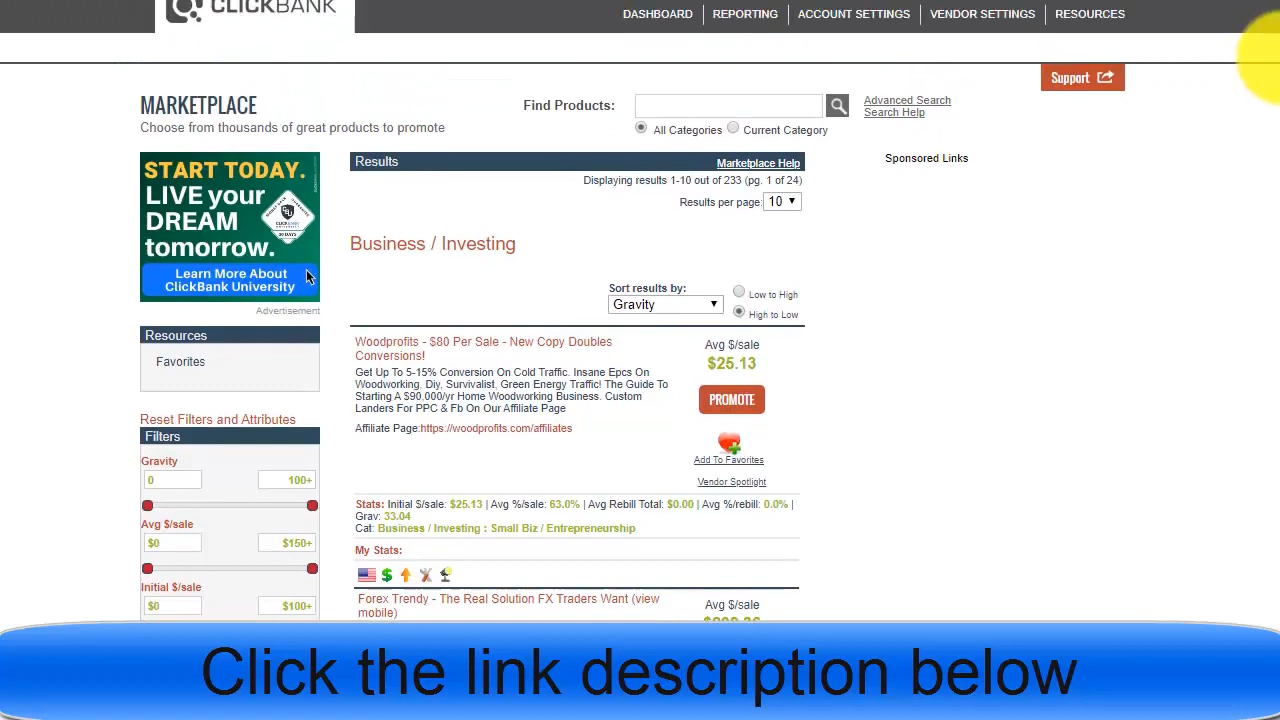 CLICKBANK
DASHBOARD
REPORTING
ACCOUNT SETTINGS
VENDOR SETTINGS
RESOURCES
Support
MARKETPLACE
Choose from thousands of great products to promote
Find Products:
All Categories
Current Category
Advanced Search
Search Help
START TODAY.
LIVE your
DREAM
tomorrow.
Learn More About
ClickBank University
Advertisement
Resources
Favorites
Reset Filters and Attributes
Filters
Gravity
0 100+
Avg $/sale
$0 $150+
Initial $/sale
$0 $100+
Results
Marketplace Help
Displaying results 1-10 out of 233 (pg. 1 of 24)
Results per page: 10
Business / Investing
Sort results by:
Gravity
Low to High
High to Low
Woodprofits - $80 Per Sale - New Copy Doubles
Conversions!
Get Up To 5-15% Conversion On Cold Traffic. Insane Epcs On
Woodworking, Diy, Survivalist, Green Energy Traffic! The Guide To
Starting A $90,000/yr Home Woodworking Business. Custom
Landers For PPC & Fb On Our Affiliate Page
Affiliate Page:https://woodprofits.com/affiliates
Avg $/sale
$25.13
PROMOTE
Add To Favorites
Vendor Spotlight
Stats: Initial $/sale: $25.13 | Avg %/sale: 63.0% | Avg Rebill Total: $0.00 | Avg %/rebill: 0.0% |
Grav: 33.04
Cat: Business / Investing : Small Biz / Entrepreneurship
My Stats:
Forex Trendy - The Real Solution FX Traders Want (view
mobile)
Avg $/sale
Sponsored Links
Click the link description below